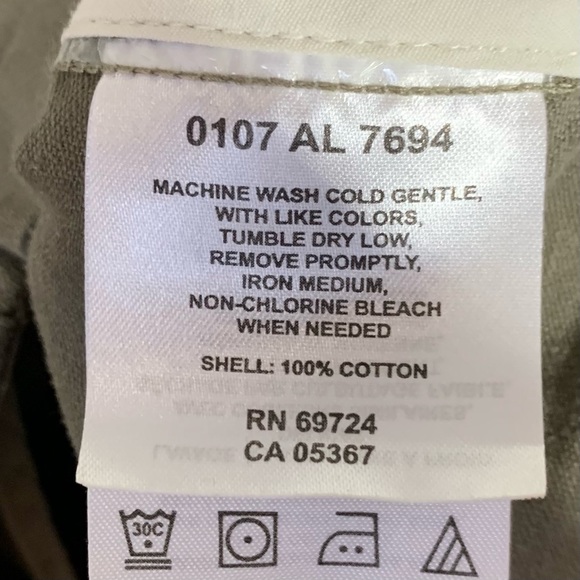 0107 AL 7694
MACHINE WASH COLD GENTLE,
WITH LIKE COLORS,
TUMBLE DRY LOW,
REMOVE PROMPTLY,
IRON MEDIUM,
NON-CHLORINE BLEACH
WHEN NEEDED
SHELL: 100% COTTON
RN 69724
CA 05367
30C